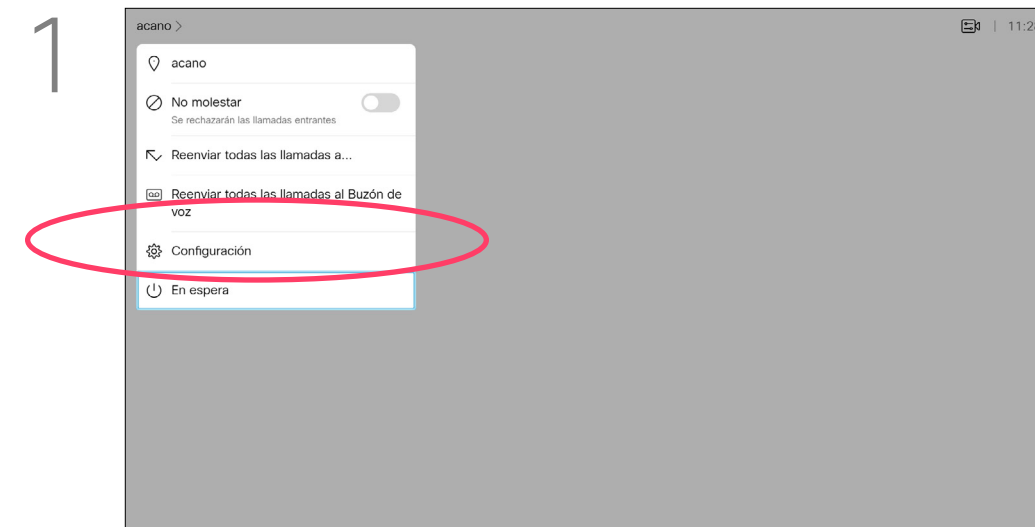 1
acano >
11:2
acano
No molestar
Se rechazarán las llamadas entrantes
Reenviar todas las llamadas a...
Reenviar todas las llamadas al Buzón de
voz
Configuración
En espera